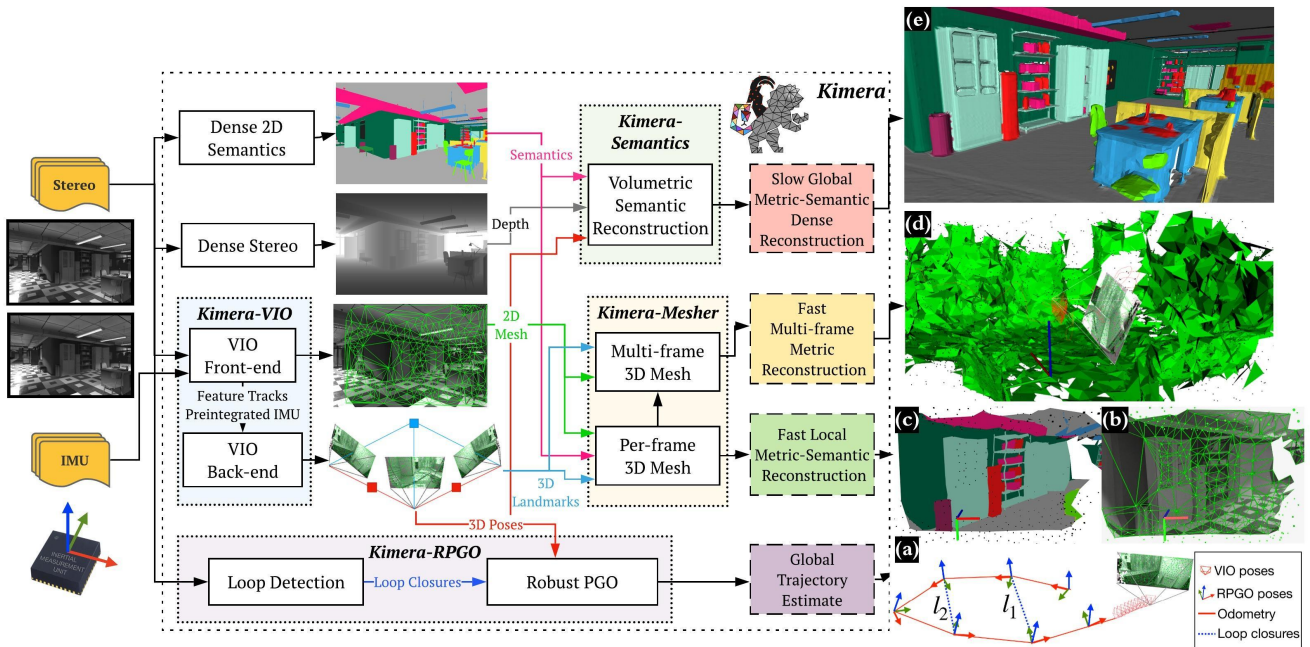 (e)
Kimera
Dense 2D
Semantics
Kimera-
Semantics
Semantics
Stereo
Volumetric
Semantic
Reconstruction
Slow Global
Metric-Semantic
Dense
Reconstruction
Dense Stereo
Depth
(d)
Kimera-VIO
2D
Mesh
Kimera-Mesher
Fast
Multi-frame
Metric
Reconstruction
VIO
Front-end
Multi-frame
3D Mesh
Feature Tracks
Preintegrated IMU
(c)
(b)
IMU
VIO
Back-end
Per-frame
3D Mesh
Fast Local
Metric-Semantic
Reconstruction
3D
Landmarks
3D Poses
INERTIAL
MEASUREMENT
UNIT
Kimera-RPGO
(a)
Loop Detection
Loop Closures
Robust PGO
Global
Trajectory
Estimate
l2
l1
VIO poses
RPGO poses
Odometry
Loop closures